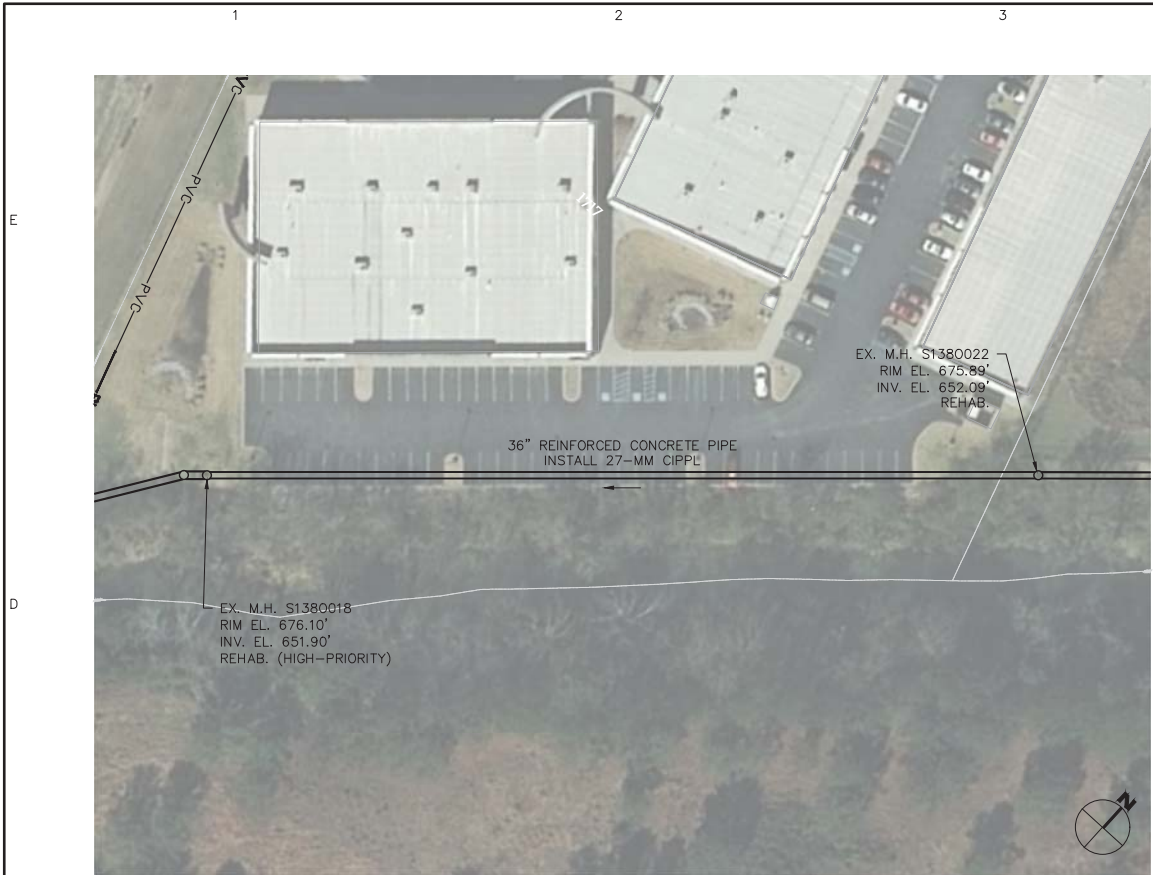 1 2 3
E
D
VC
PVC
PVC
EX. M.H. S1380022
RIM EL. 675.89'
INV. EL. 652.09'
REHAB.
36" REINFORCED CONCRETE PIPE
INSTALL 27-MM CIPPL
EX. M.H. S1380018
RIM EL. 676.10'
INV. EL. 651.90'
REHAB. (HIGH-PRIORITY)
N